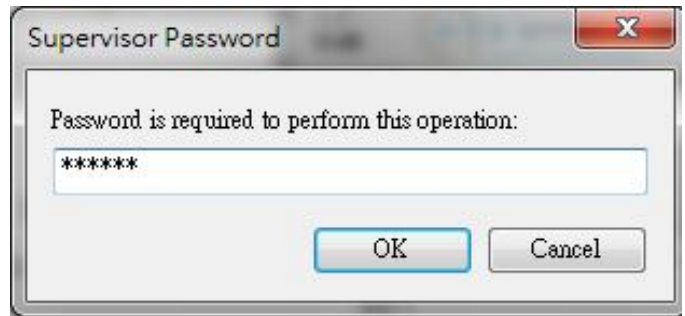 Supervisor Password
Password is required to perform this operation:
******
OK
Cancel